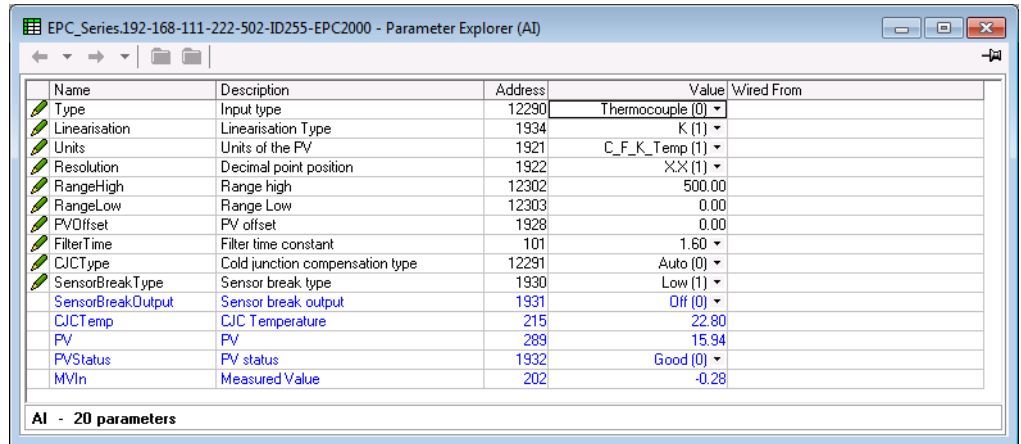 EPC_Series.192-168-111-222-502-ID255-EPC2000 - Parameter Explorer (AI)
Name Description Address Value Wired From
Type Input type 12290 Thermocouple (0)
Linearisation Linearisation Type 1934 K (1)
Units Units of the PV 1921 C_F_K_Temp (1)
Resolution Decimal point position 1922 X.X (1)
RangeHigh Range high 12302 500.00
RangeLow Range Low 12303 0.00
PVOffset PV offset 1928 0.00
FilterTime Filter time constant 101 1.60
CJCType Cold junction compensation type 12291 Auto (0)
SensorBreakType Sensor break type 1930 Low (1)
SensorBreakOutput Sensor break output 1931 Off (0)
CJCTemp CJC Temperature 215 22.80
PV PV 289 15.94
PVStatus PV status 1932 Good (0)
MVIn Measured Value 202 -0.28
AI - 20 parameters